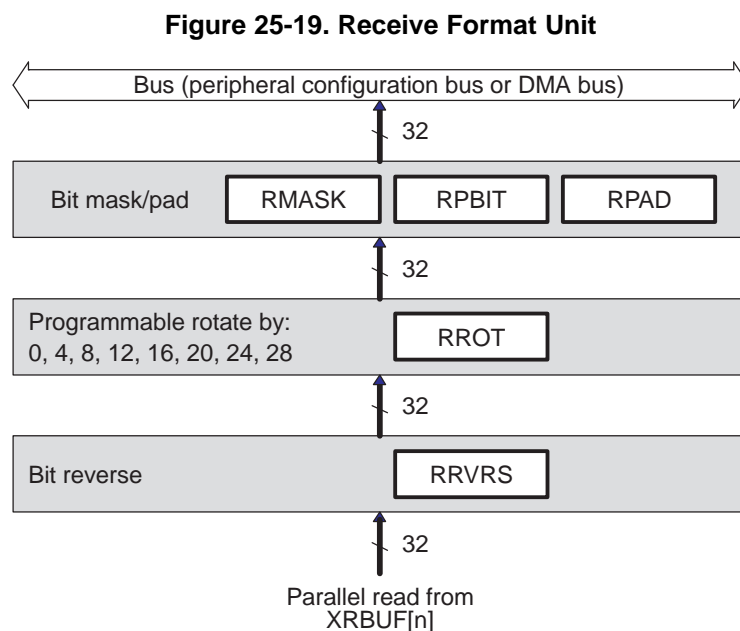 Figure 25-19. Receive Format Unit
Bus (peripheral configuration bus or DMA bus)
32
Bit mask/pad RMASK RPBIT RPAD
32
Programmable rotate by:
0, 4, 8, 12, 16, 20, 24, 28
RROT
32
Bit reverse RRVRS
32
Parallel read from
XRBUF[n]